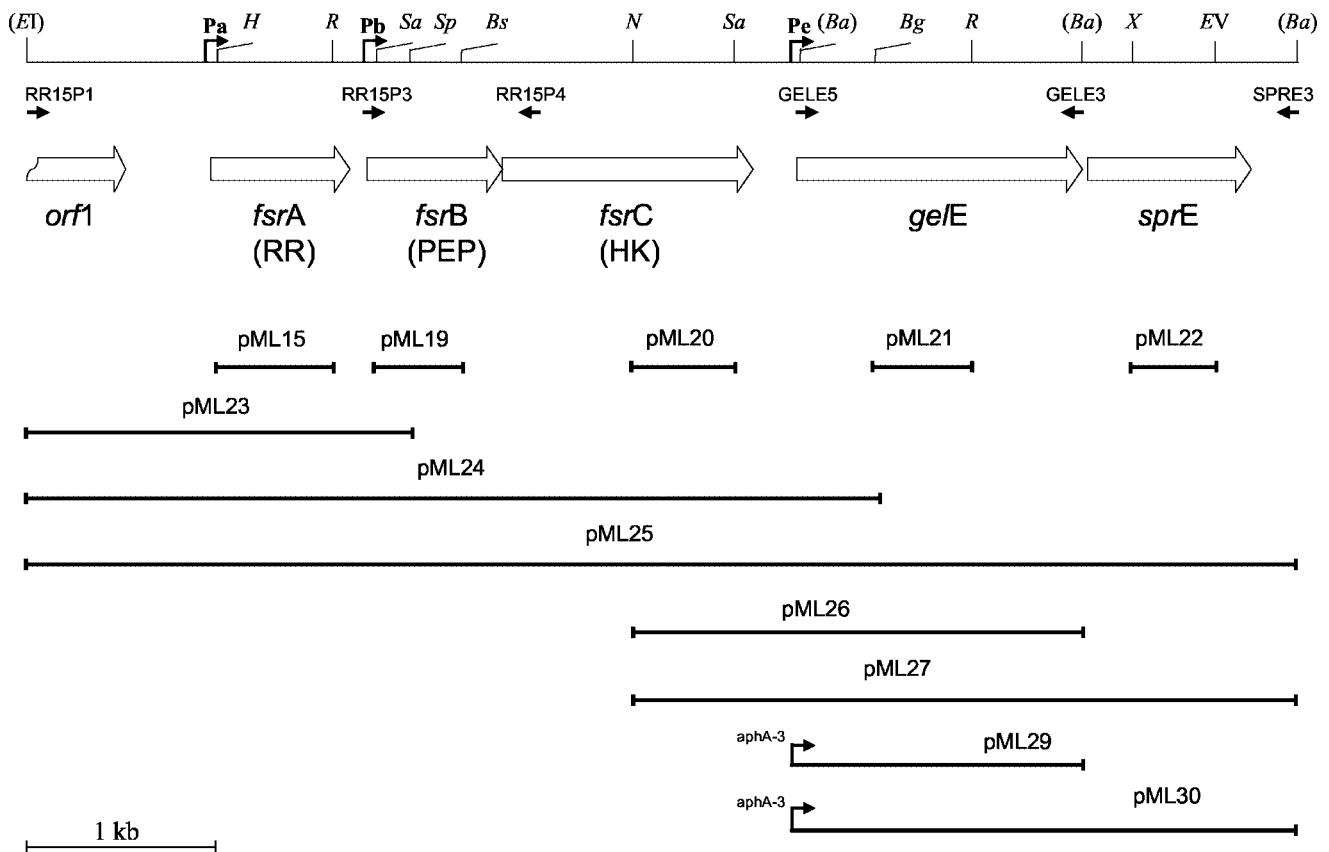 (EI) Pa H R Pb Sa Sp Bs N Sa Pe (Ba) Bg R (Ba) X EV (Ba)
RR15P1 RR15P3 RR15P4 GELE5 GELE3 SPRE3
orf1 fsrA fsrB fsrC gelE sprE
(RR) (PEP) (HK)
pML15 pML19 pML20 pML21 pML22
pML23
pML24
pML25
pML26
pML27
aphA-3 pML29
aphA-3 pML30
1 kb